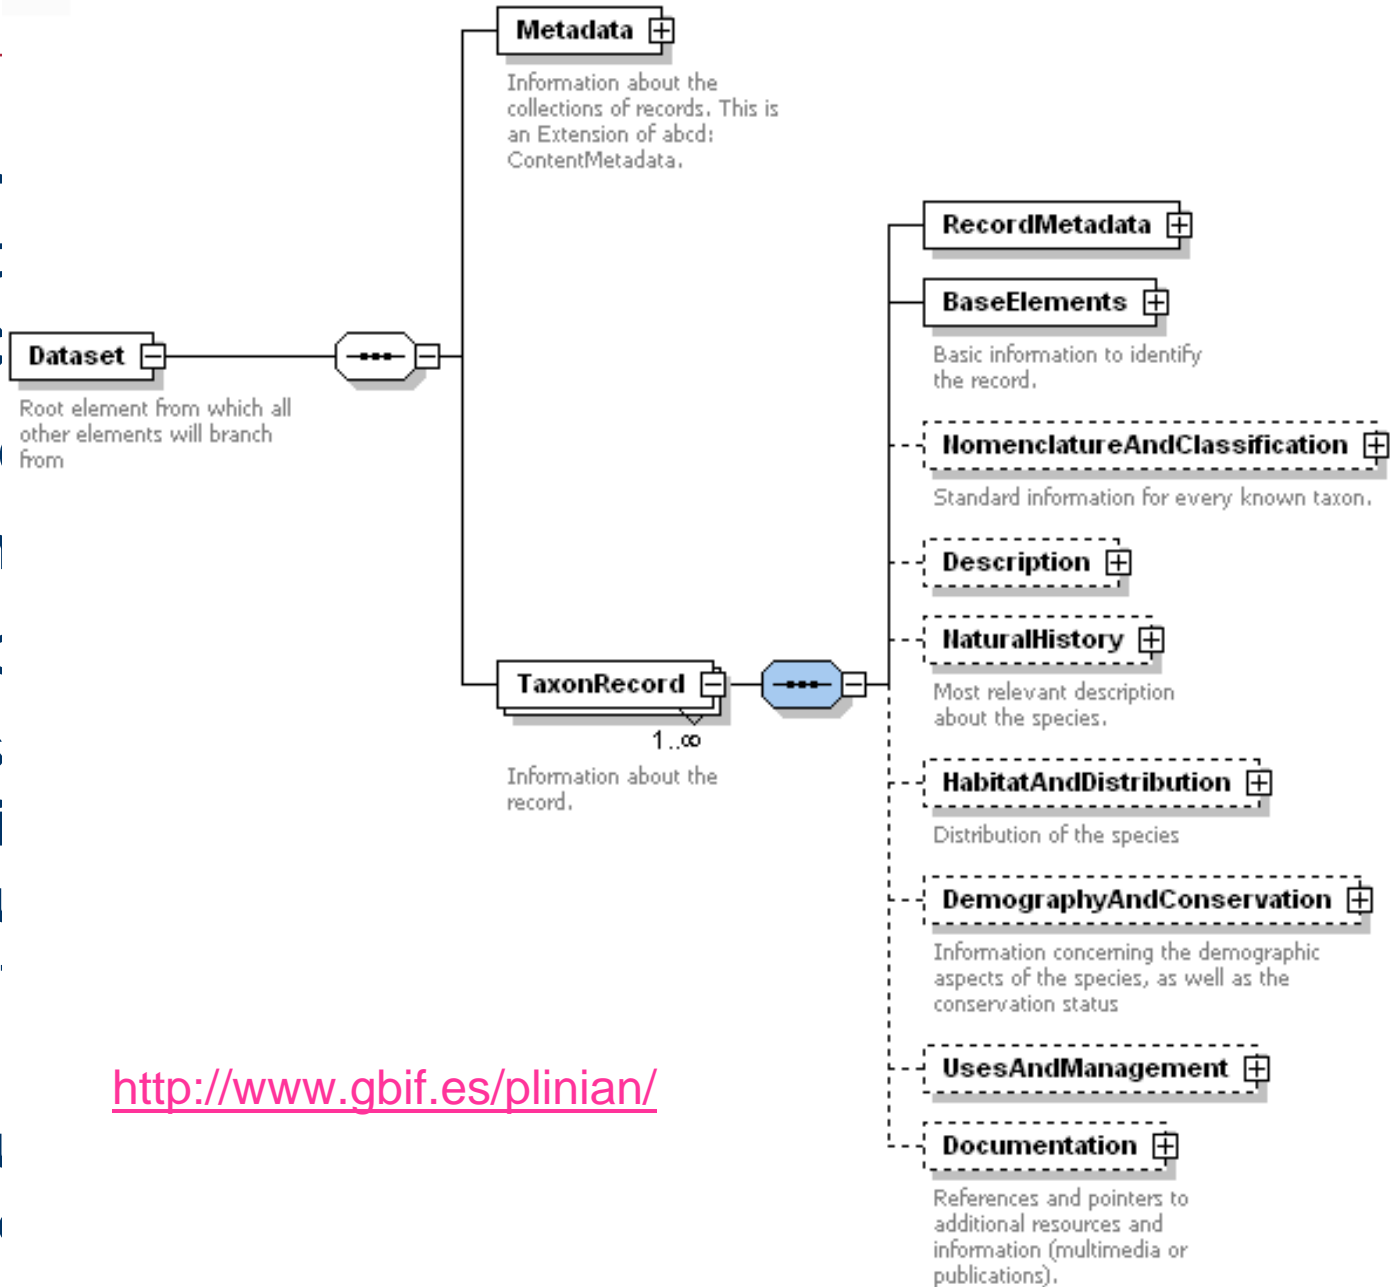 Metadata
Information about the
collections of records. This is
an Extension of abcd:
ContentMetadata.
Dataset
Root element from which all
other elements will branch
from
TaxonRecord
1..∞
Information about the
record.
RecordMetadata
BaseElements
Basic information to identify
the record.
NomenclatureAndClassification
Standard information for every known taxon.
Description
NaturalHistory
Most relevant description
about the species.
HabitatAndDistribution
Distribution of the species
DemographyAndConservation
Information concerning the demographic
aspects of the species, as well as the
conservation status
UsesAndManagement
Documentation
References and pointers to
additional resources and
information (multimedia or
publications).
http://www.gbif.es/plinian/